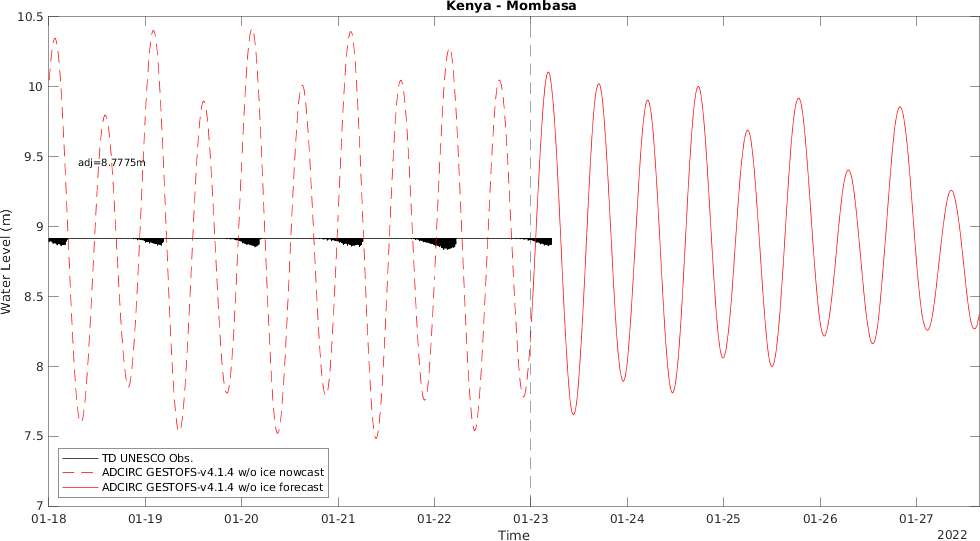 Kenya - Mombasa
10.5
10
9.5
9
8.5
8
7.5
7
Water Level (m)
adj=8.7775m
TD UNESCO Obs.
ADCIRC GESTOFS-v4.1.4 w/o ice nowcast
ADCIRC GESTOFS-v4.1.4 w/o ice forecast
01-18 01-19 01-20 01-21 01-22 01-23 01-24 01-25 01-26 01-27
Time
2022